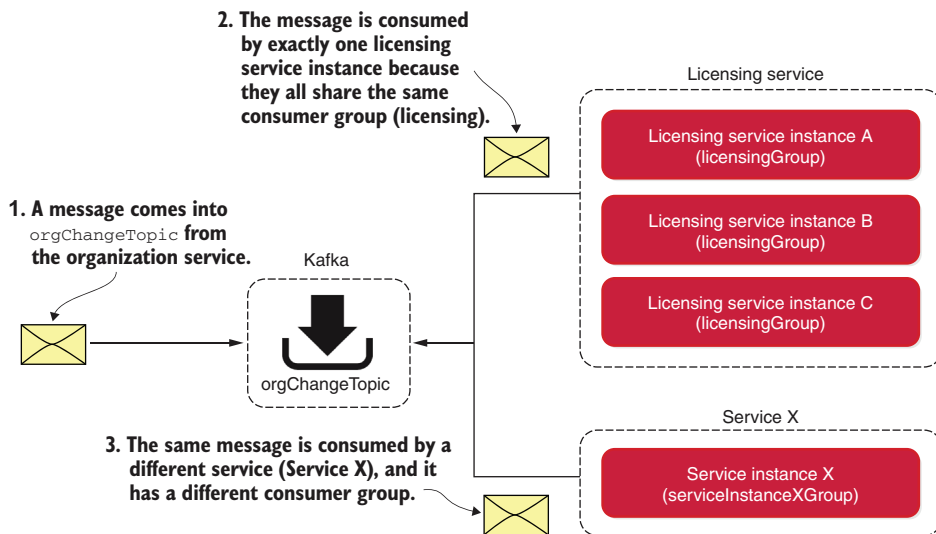 2. The message is consumed
by exactly one licensing
service instance because
they all share the same
consumer group (licensing).
Licensing service
Licensing service instance A
(licensingGroup)
1. A message comes into
orgChangeTopic from
the organization service.
Licensing service instance B
(licensingGroup)
Kafka
Licensing service instance C
(licensingGroup)
orgChangeTopic
Service X
3. The same message is consumed by a
different service (Service X), and it
has a different consumer group.
Service instance X
(serviceInstanceXGroup)